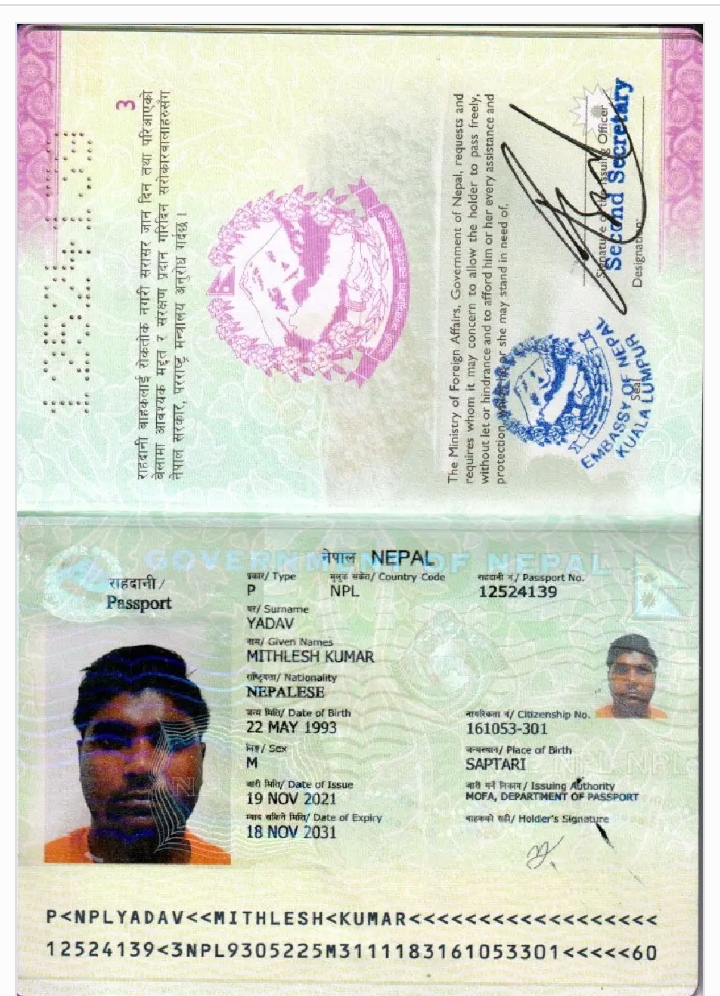 3
राहदानी बाहकलाई रोकतोक नगरी सरासर जान दिन तथा परिआएको
बेलामा आवश्यक मद्दत र संरक्षण प्रदान गरिदिन सरोकारवालाहरुसँग
नेपाल सरकार, परराष्ट्र मन्त्रालय अनुरोध गर्दछ ।
The Ministry of Foreign Affairs, Government of Nepal, requests and
requires whom it may concern to allow the holder to pass freely,
without let or hindrance and to afford him or her every assistance and
protection, which he or she may stand in need of.
Signature of the Issuing Officer
Second Secretary
Designation:
EMBASSY OF NEPAL
Seal
KUALA LUMPUR
GOVERNMENT OF NEPAL
नेपाल NEPAL
राहदानी/
Passport
प्रकार/ Type
मुलुक संकेत/ Country Code
राहदानी नं./ Passport No.
P
NPL
12524139
थर/ Surname
YADAV
नाम/ Given Names
MITHLESH KUMAR
राष्ट्रियता/ Nationality
NEPALESE
जन्म मिति/ Date of Birth
नागरिकता नं/ Citizenship No.
22 MAY 1993
161053-301
लिङ्ग/ Sex
जन्मस्थान/ Place of Birth
M
SAPTARI
जारी मिति/ Date of Issue
जारी गर्ने निकाय/ Issuing Authority
19 NOV 2021
MOFA, DEPARTMENT OF PASSPORT
म्याद सकिने मिति/ Date of Expiry
वाहकको सही/ Holder's Signature
18 NOV 2031
P<NPLYADAV<<MITHLESH<KUMAR<<<<<<<<<<<<<<<<<<
12524139<3NPL9305225M3111183161053301<<<<<60